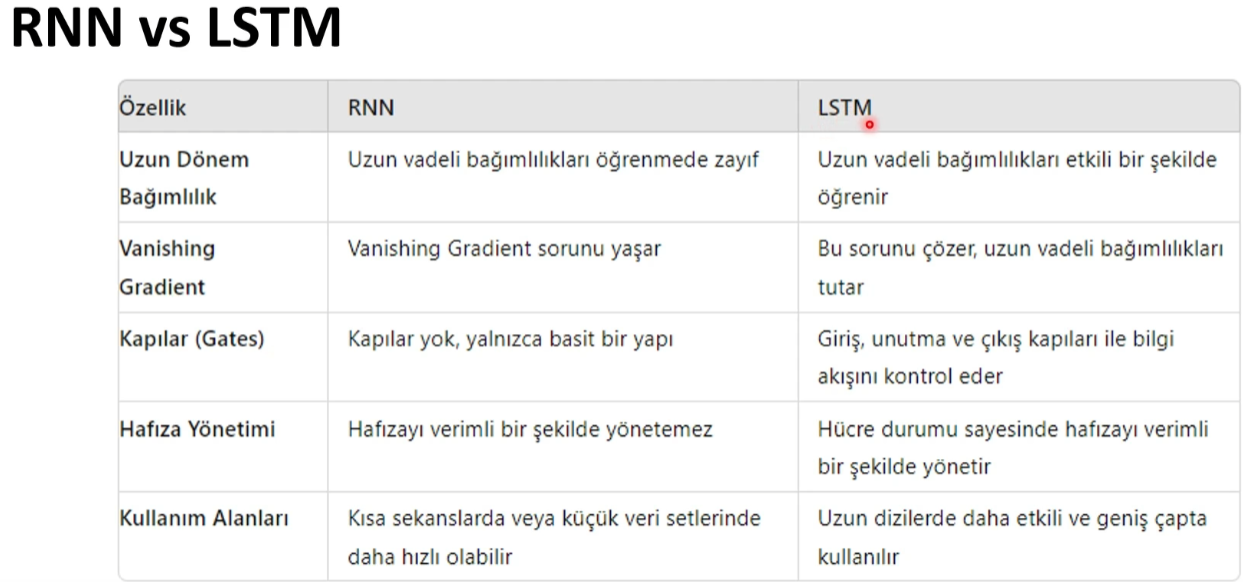 RNN vs LSTM
Özellik RNN LSTM
Uzun Dönem Bağımlılık Uzun vadeli bağımlılıkları öğrenmede zayıf Uzun vadeli bağımlılıkları etkili bir şekilde öğrenir
Vanishing Gradient Vanishing Gradient sorunu yaşar Bu sorunu çözer, uzun vadeli bağımlılıkları tutar
Kapılar (Gates) Kapılar yok, yalnızca basit bir yapı Giriş, unutma ve çıkış kapıları ile bilgi akışını kontrol eder
Hafıza Yönetimi Hafızayı verimli bir şekilde yönetemez Hücre durumu sayesinde hafızayı verimli bir şekilde yönetir
Kullanım Alanları Kısa sekanslarda veya küçük veri setlerinde daha hızlı olabilir Uzun dizilerde daha etkili ve geniş çapta kullanılır